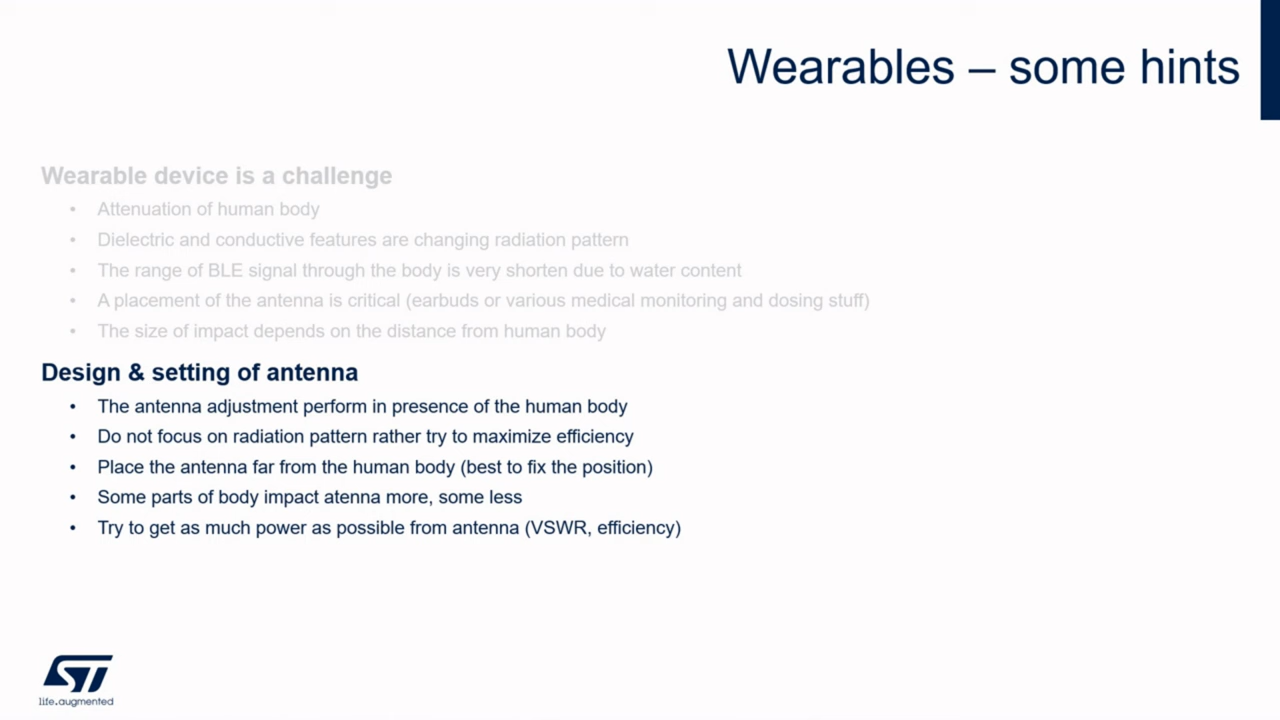 Wearables – some hints
Wearable device is a challenge
• Attenuation of human body
• Dielectric and conductive features are changing radiation pattern
• The range of BLE signal through the body is very shorten due to water content
• A placement of the antenna is critical (earbuds or various medical monitoring and dosing stuff)
• The size of impact depends on the distance from human body
Design & setting of antenna
• The antenna adjustment perform in presence of the human body
• Do not focus on radiation pattern rather try to maximize efficiency
• Place the antenna far from the human body (best to fix the position)
• Some parts of body impact atenna more, some less
• Try to get as much power as possible from antenna (VSWR, efficiency)
ST
life.augmented